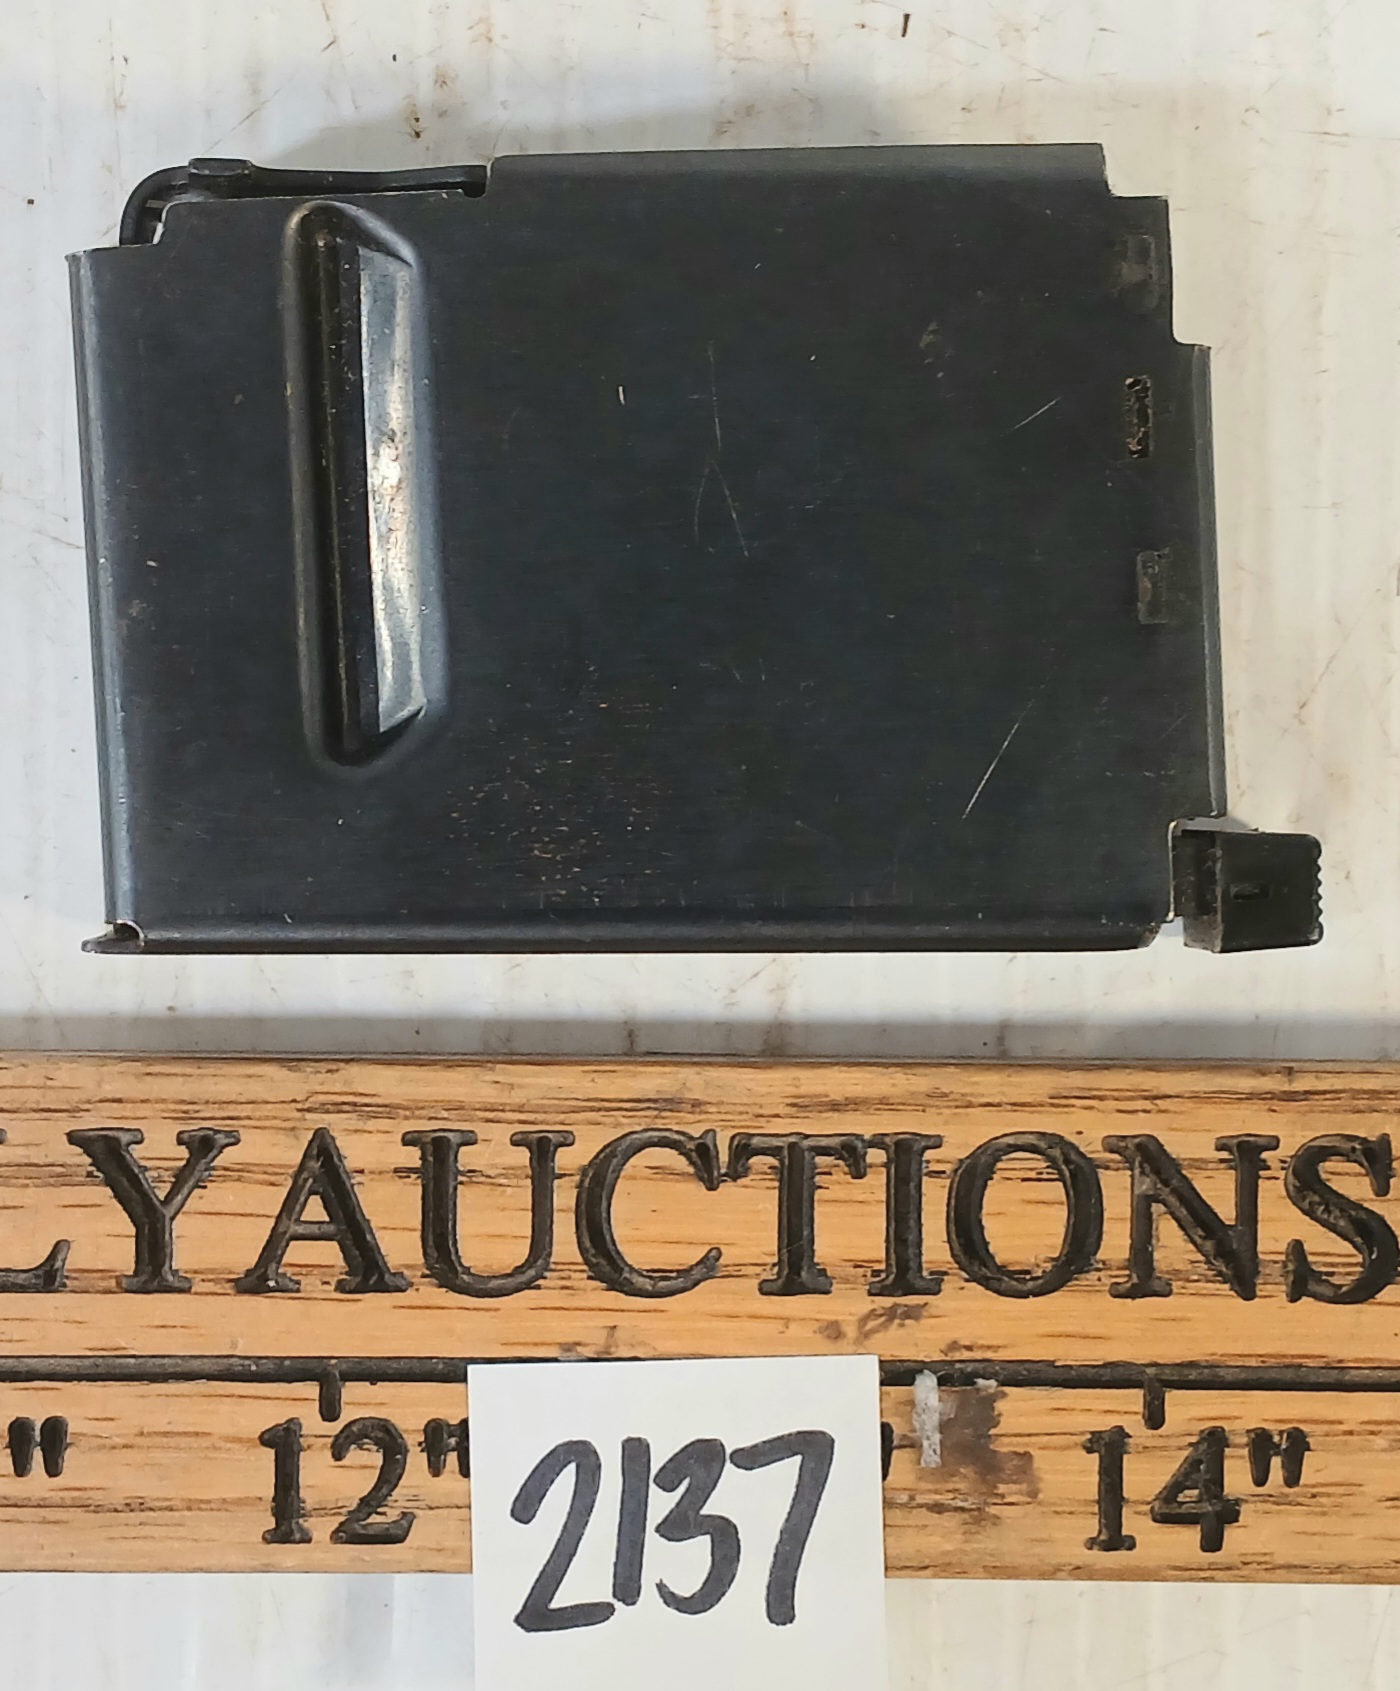 LYAUCTIONS
" 12" 14"
2137